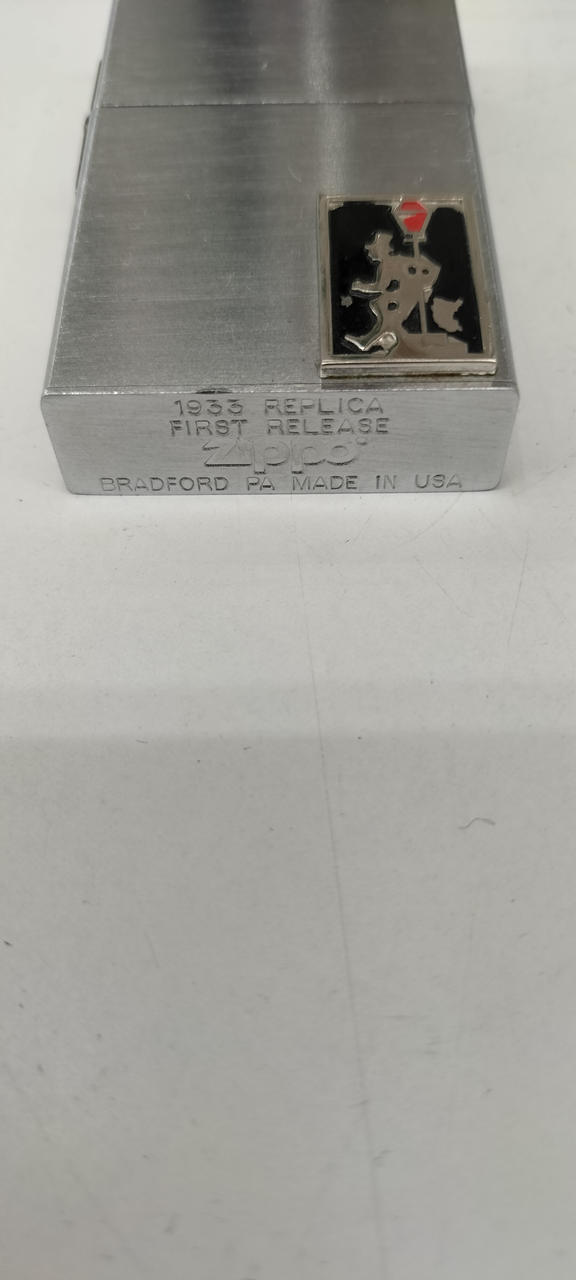 1933 REPLICA
FIRST RELEASE
Zippo®
BRADFORD PA MADE IN USA